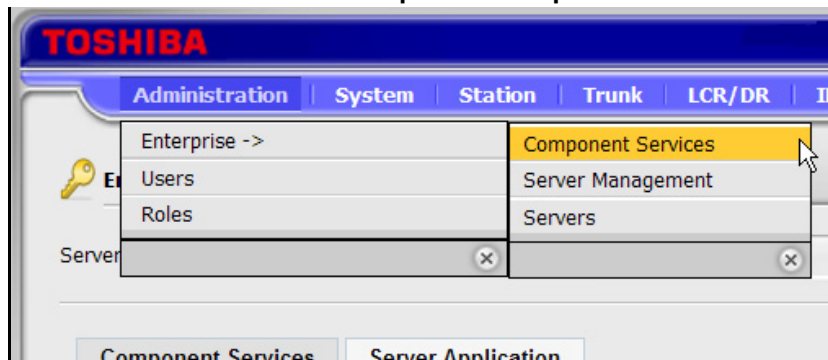 TOSHIBA
Administration System Station Trunk LCR/DR
Enterprise -> Component Services
Users Server Management
Roles Servers
Server
Component Services Server Application